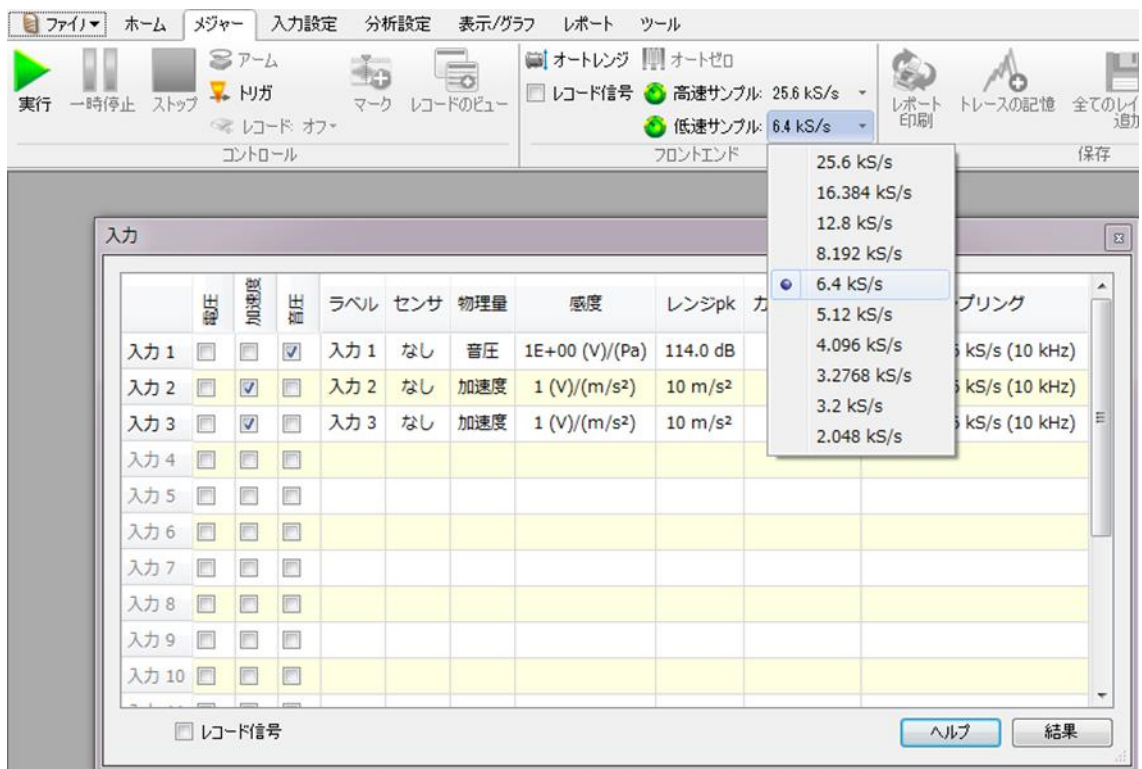 ファイル ホーム メジャー 入力設定 分析設定 表示/グラフ レポート ツール
実行 一時停止 ストップ
アーム
トリガ
レコード: オフ
マーク レコードのビュー
コントロール
オートレンジ オートゼロ
レコード信号 高速サンプル: 25.6 kS/s
低速サンプル: 6.4 kS/s
フロントエンド
レポート
印刷
トレースの記憶
全てのレイ
追加
保存
25.6 kS/s
16.384 kS/s
12.8 kS/s
8.192 kS/s
6.4 kS/s
5.12 kS/s
4.096 kS/s
3.2768 kS/s
3.2 kS/s
2.048 kS/s
入力
電圧 加速度 音圧 ラベル センサ 物理量 感度 レンジpk カ プリング
入力 1 入力 1 なし 音圧 1E+00 (V)/(Pa) 114.0 dB kS/s (10 kHz)
入力 2 入力 2 なし 加速度 1 (V)/(m/s²) 10 m/s² kS/s (10 kHz)
入力 3 入力 3 なし 加速度 1 (V)/(m/s²) 10 m/s² kS/s (10 kHz)
入力 4
入力 5
入力 6
入力 7
入力 8
入力 9
入力 10
レコード信号
ヘルプ 結果